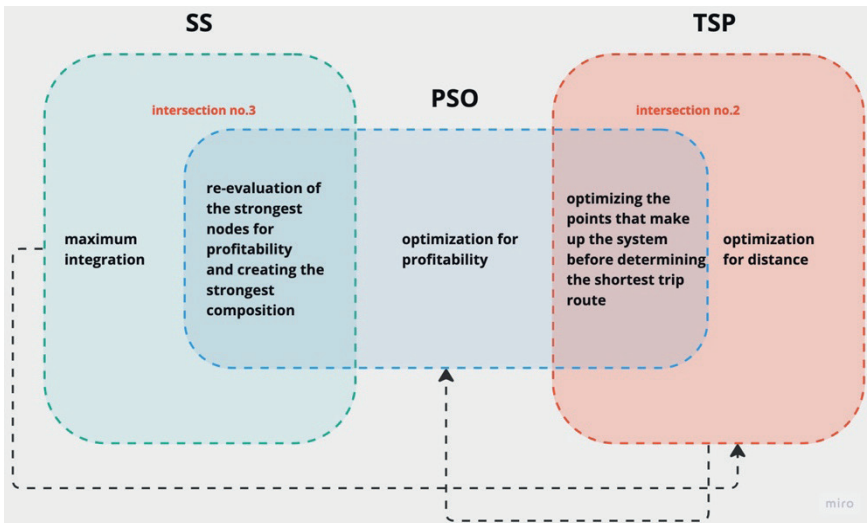 SS
TSP
PSO
intersection no.3
intersection no.2
re-evaluation of
the strongest
nodes for
profitability
and creating the
strongest
composition
maximum
integration
optimization for
profitability
optimizing the
points that make
up the system
before determining
the shortest trip
route
optimization
for distance
miro